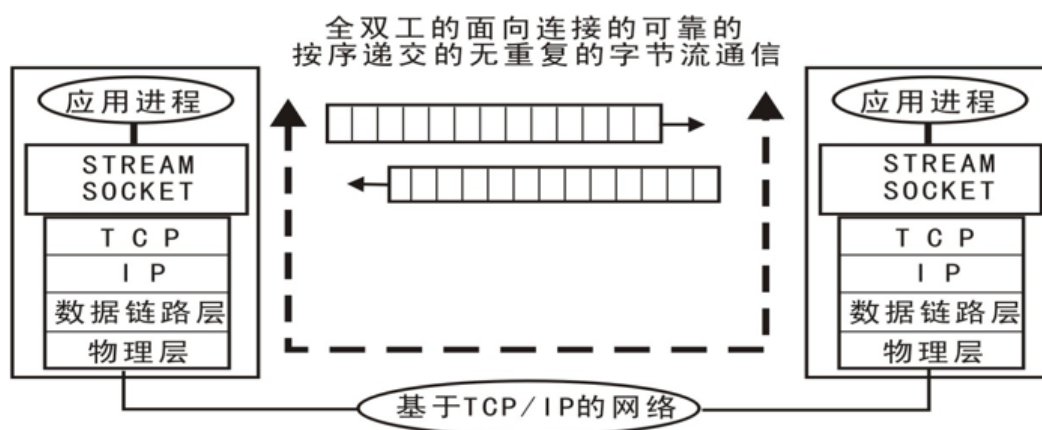 全双工的面向连接的可靠的
按序递交的无重复的字节流通信
应用进程
STREAM
SOCKET
TCP
IP
数据链路层
物理层
应用进程
STREAM
SOCKET
TCP
IP
数据链路层
物理层
基于TCP/IP的网络